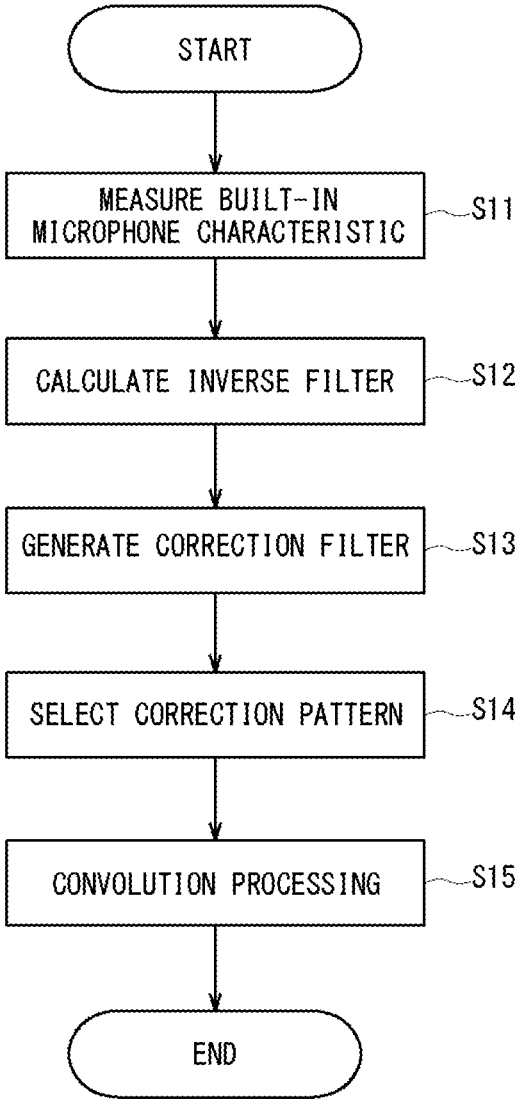 START
MEASURE BUILT-IN
MICROPHONE CHARACTERISTIC
S11
CALCULATE INVERSE FILTER
S12
GENERATE CORRECTION FILTER
S13
SELECT CORRECTION PATTERN
S14
CONVOLUTION PROCESSING
S15
END